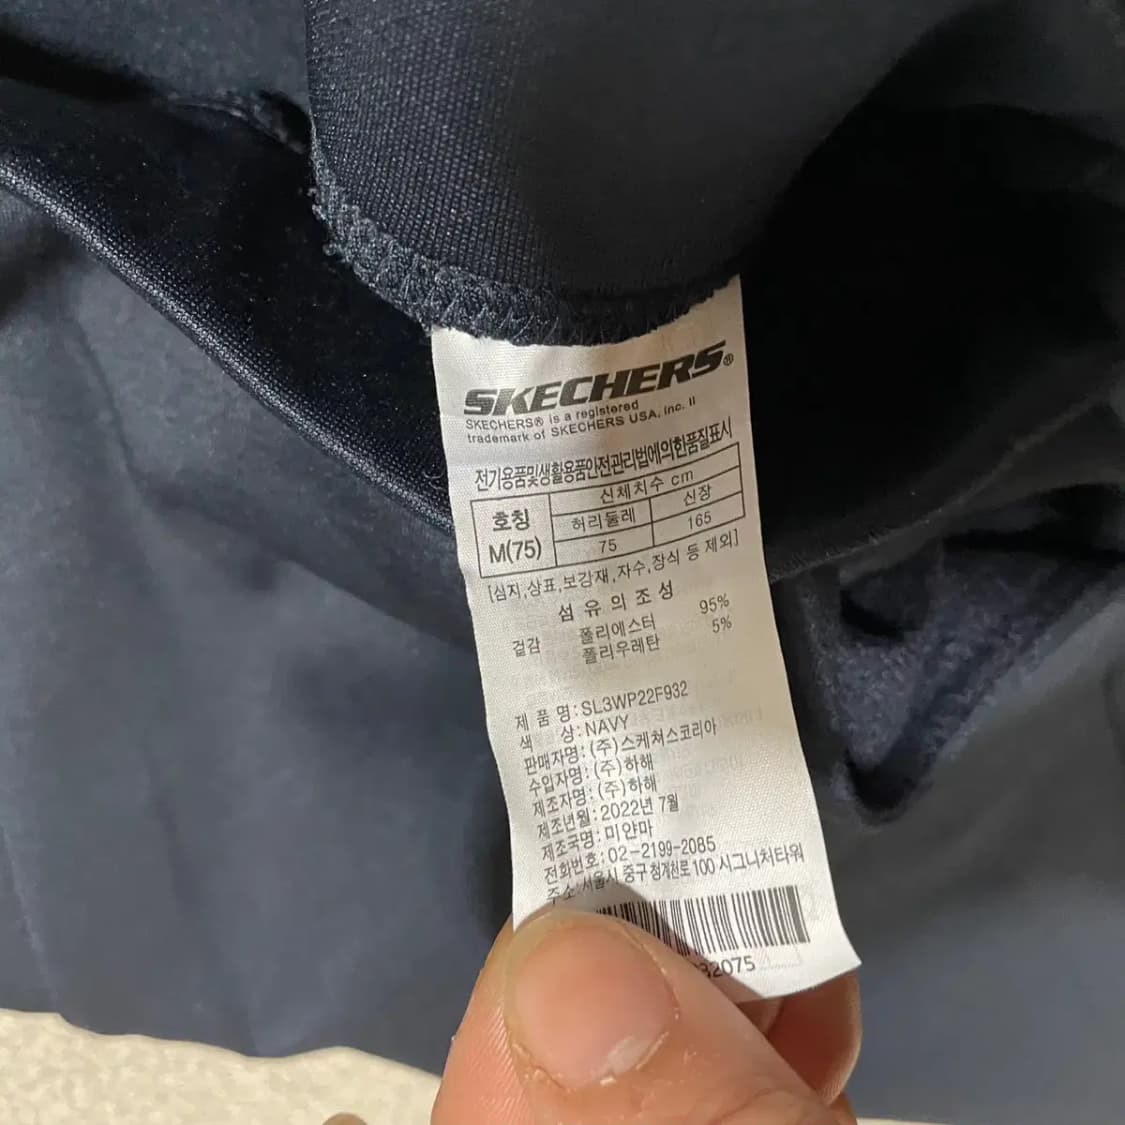 SKECHERS®
SKECHERS® is a registered
trademark of SKECHERS USA, Inc. II
전기용품및생활용품안전관리법에의한품질표시
호칭 신체치수 cm
허리둘레 신장
M(75) 75 165
[심지,상표,보강재,자수,장식 등 제외]
섬유의조성
겉감 폴리에스터 95%
폴리우레탄 5%
제 품 명:SL3WP22F932
색 상:NAVY
판매자명:(주)스케쳐스코리아
수입자명:(주)하해
제조자명:(주)하해
제조년월:2022년 7월
제조국명:미얀마
전화번호:02-2199-2085
주소:서울시 중구 청계천로 100 시그니처타워
32075